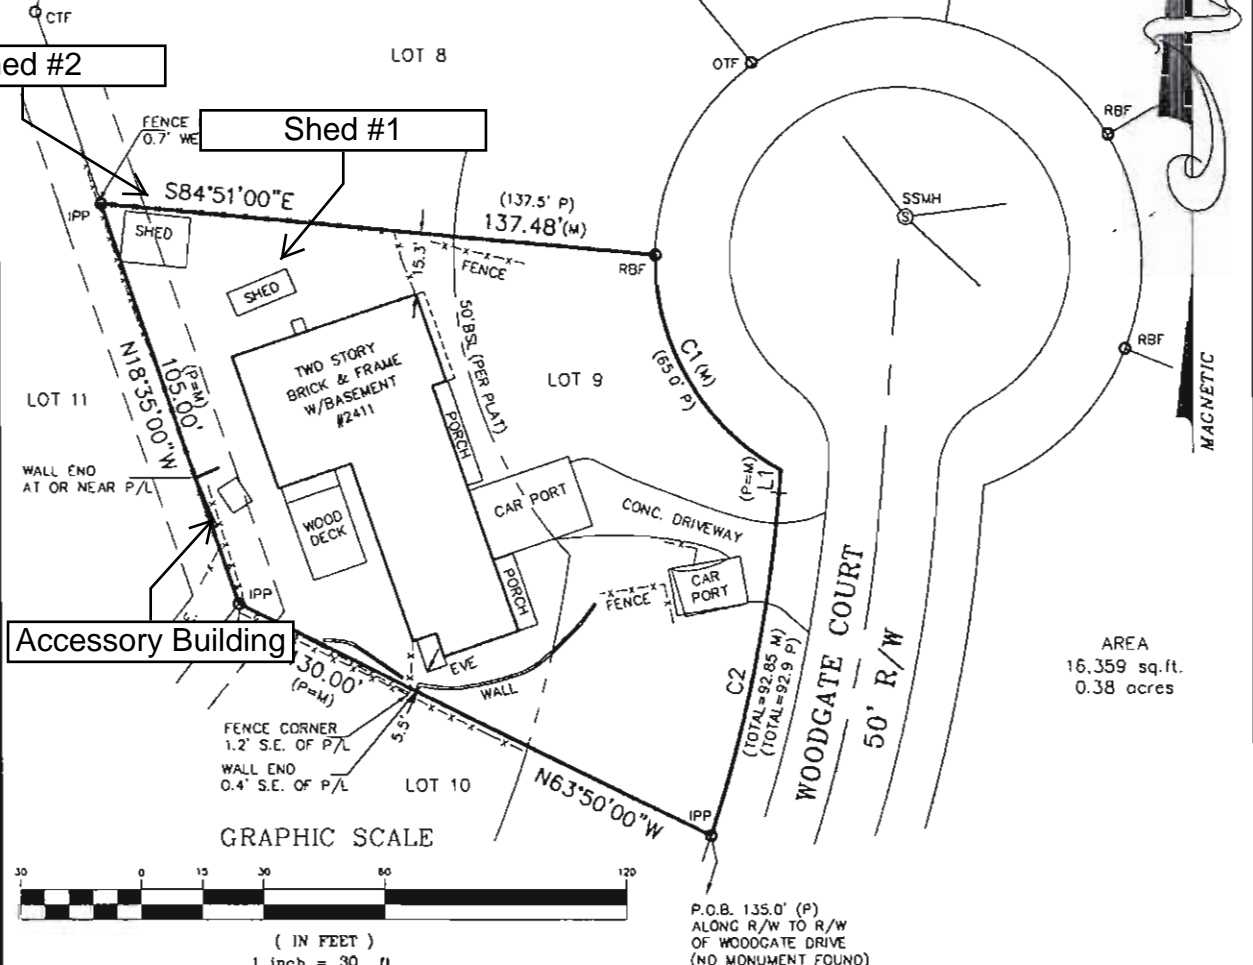 CTF
LOT 8
OTF
RBF
ed #2
FENCE
0.7' WE
Shed #1
S84°51'00"E
(137.5' P)
137.48'(M)
SSMH
S
IPP
SHED
15.3'
FENCE
RBF
SHED
50'BSL (PER PLAT)
C1 (M)
(65.0' P)
RBF
MAGNETIC
TWO STORY
BRICK & FRAME
W/BASEMENT
#2411
LOT 9
LOT 11
N18°35'00"W
105.00'
(P=M)
PORCH
WALL END
AT OR NEAR P/L
(P=M)
L1
CAR PORT
CONC. DRIVEWAY
WOOD
DECK
CAR
PORT
PORCH
FENCE
IPP
Accessory Building
EVE
WALL
30.00'
(P=M)
C2
(TOTAL=92.85 M)
(TOTAL=92.9 P)
WOODGATE COURT
50' R/W
AREA
16,359 sq.ft.
0.38 acres
FENCE CORNER
1.2' S.E. OF P/L
5.5'
WALL END
0.4' S.E. OF P/L
LOT 10
N63°50'00"W
IPP
GRAPHIC SCALE
30 0 15 30 60 120
( IN FEET )
1 inch = 30 ft.
P.O.B. 135.0' (P)
ALONG R/W TO R/W
OF WOODGATE DRIVE
(NO MONUMENT FOUND)